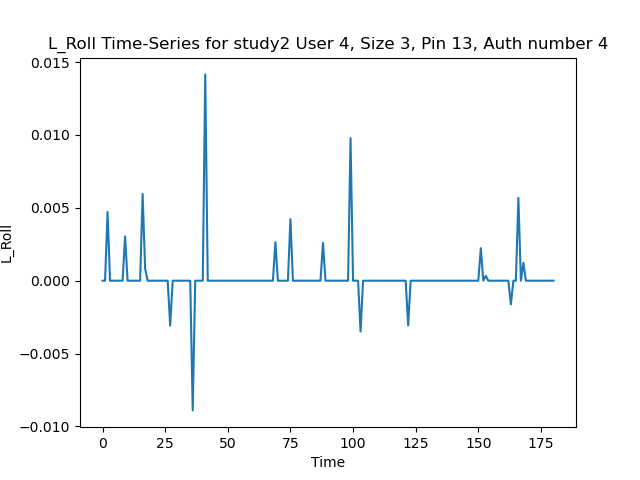 L_Roll Time-Series for study2 User 4, Size 3, Pin 13, Auth number 4
0.015
0.010
0.005
0.000
−0.005
−0.010
L_Roll
0 25 50 75 100 125 150 175
Time